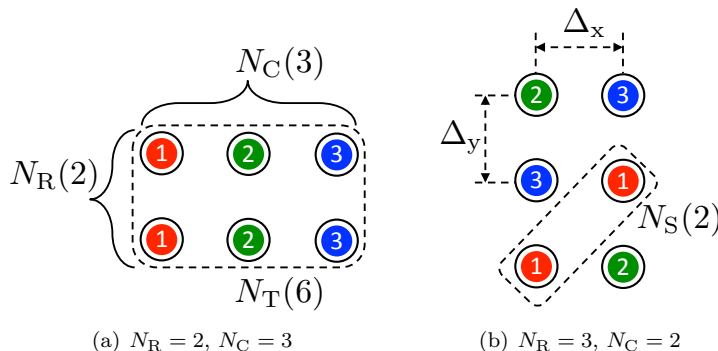 N_C(3)
N_R(2)
1 2 3
1 2 3
N_T(6)
(a) N_R = 2, N_C = 3
Δ_x
2 3
Δ_y
3 1
N_S(2)
1 2
(b) N_R = 3, N_C = 2